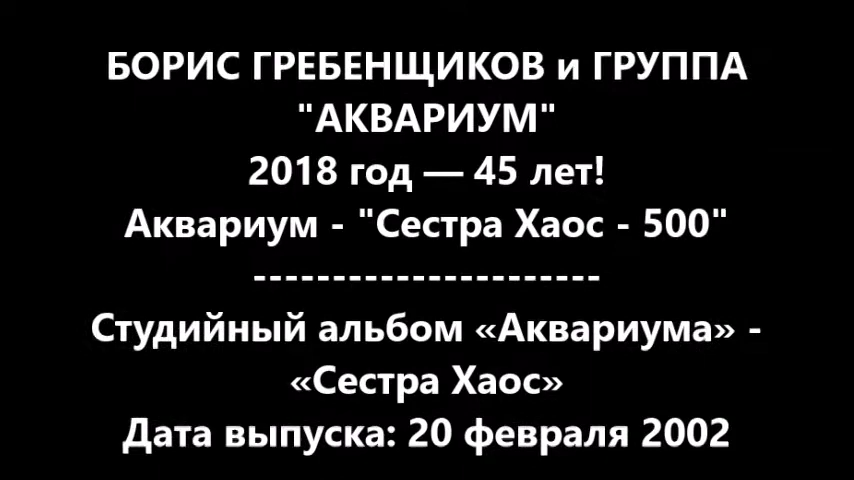 БОРИС ГРЕБЕНЩИКОВ и ГРУППА
"АКВАРИУМ"
2018 год — 45 лет!
Аквариум - "Сестра Хаос - 500"
----------------------
Студийный альбом «Аквариума» -
«Сестра Хаос»
Дата выпуска: 20 февраля 2002